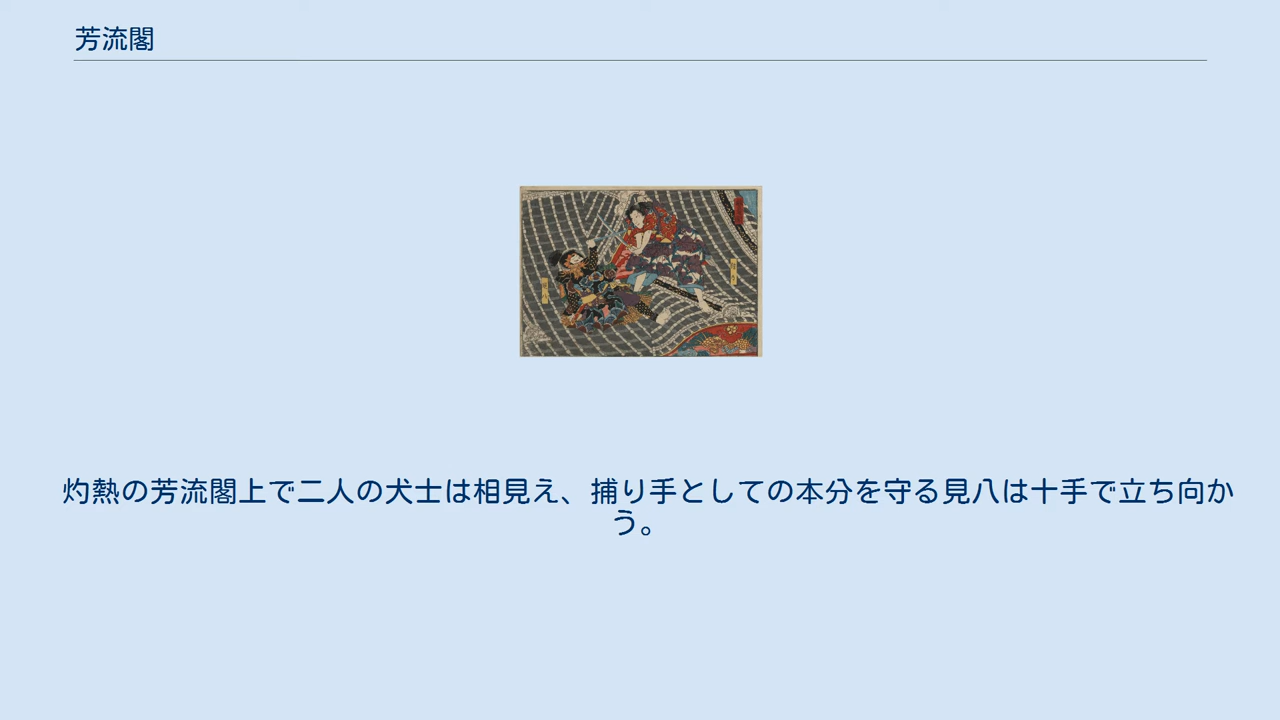 芳流閣
灼熱の芳流閣上で二人の犬士は相見え、捕り手としての本分を守る見八は十手で立ち向か
う。